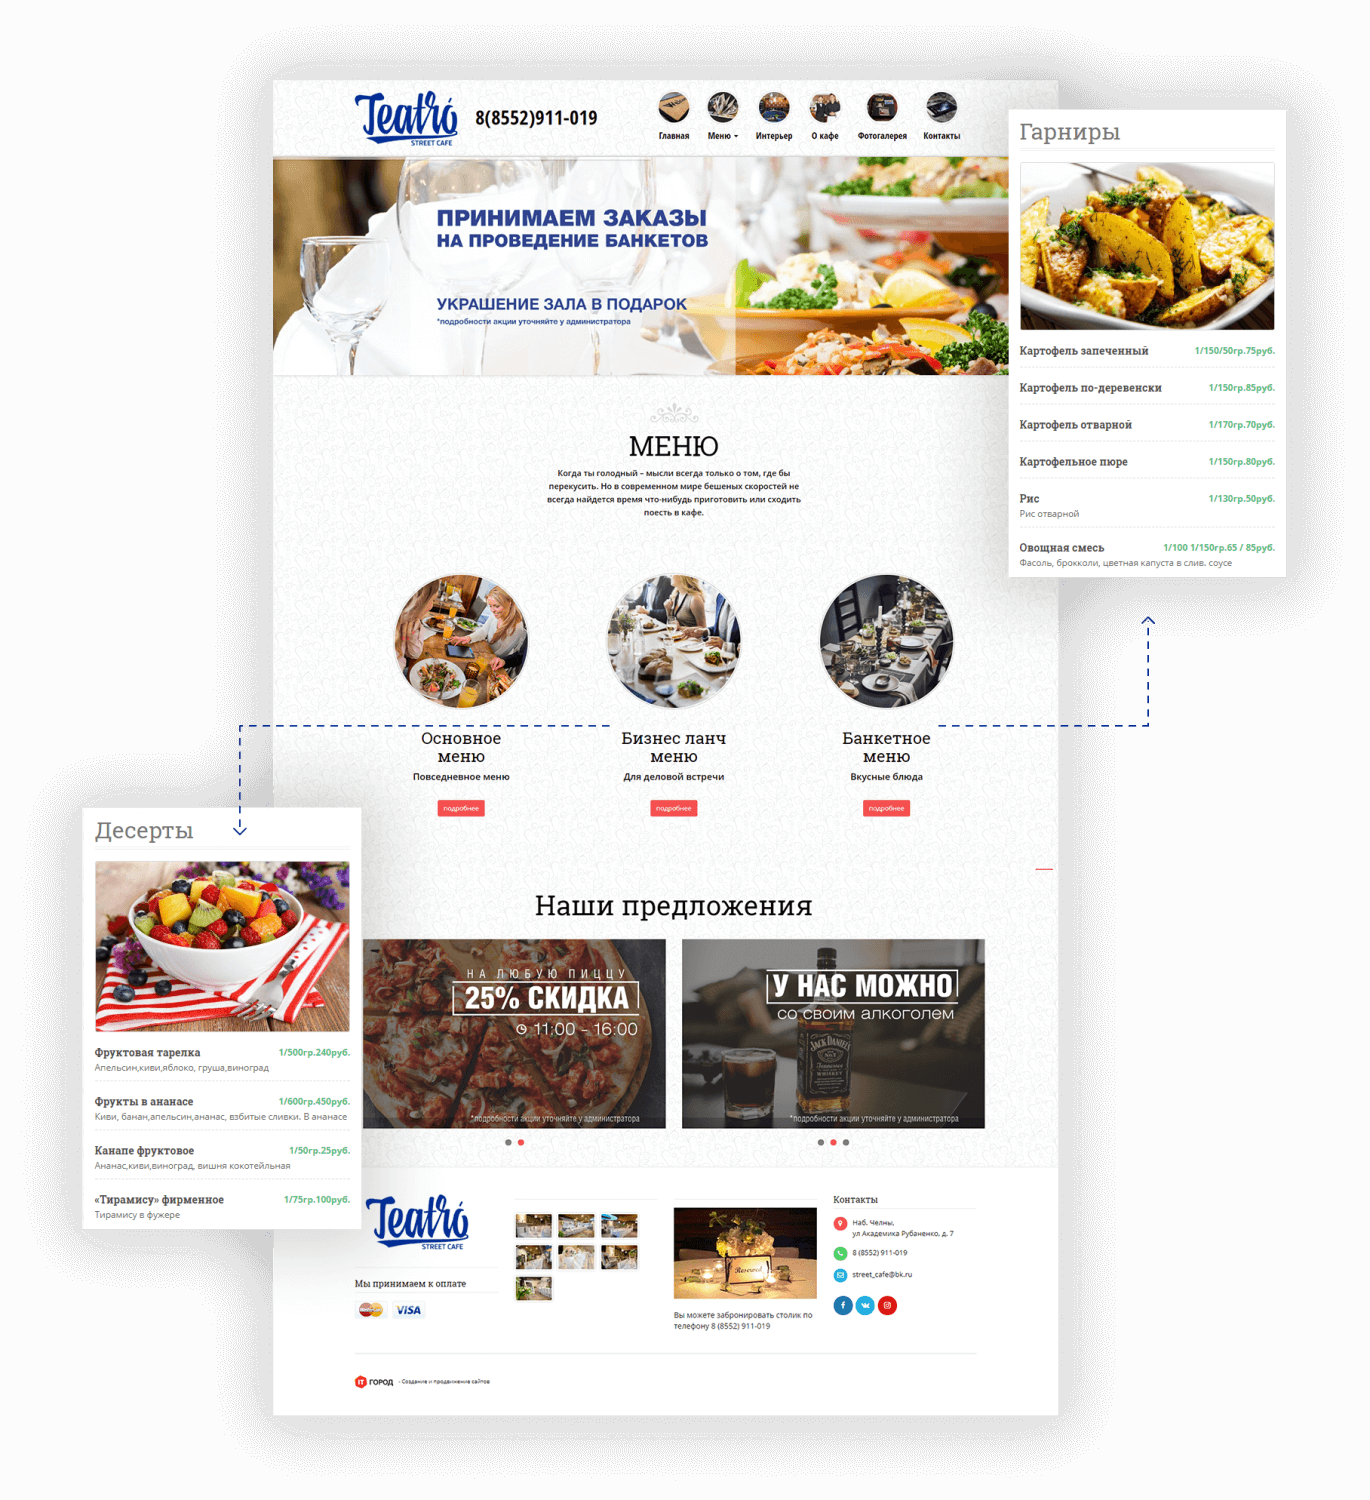 Teatró
STREET CAFE
8(8552)911-019
Главная
Меню
Интерьер
О кафе
Фотогалерея
Контакты
ПРИНИМАЕМ ЗАКАЗЫ
НА ПРОВЕДЕНИЕ БАНКЕТОВ
УКРАШЕНИЕ ЗАЛА В ПОДАРОК
*подробности акции уточняйте у администратора
Гарниры
Картофель запеченный 1/150/50гр.75руб.
Картофель по-деревенски 1/150гр.85руб.
Картофель отварной 1/170гр.70руб.
Картофельное пюре 1/150гр.80руб.
Рис 1/130гр.50руб.
Рис отварной
Овощная смесь 1/100 1/150гр.65 / 85руб.
Фасоль, брокколи, цветная капуста в слив. соусе
МЕНЮ
Когда ты голодный – мысли всегда только о том, где бы
перекусить. Но в современном мире бешеных скоростей не
всегда найдется время что-нибудь приготовить или сходить
поесть в кафе.
Основное
меню
Повседневное меню
подробнее
Бизнес ланч
меню
Для деловой встречи
подробнее
Банкетное
меню
Вкусные блюда
подробнее
Десерты
Фруктовая тарелка 1/500гр.240руб.
Апельсин,киви,яблоко, груша,виноград
Фрукты в ананасе 1/600гр.450руб.
Киви, банан,апельсин,ананас, взбитые сливки. В ананасе
Канапе фруктовое 1/50гр.25руб.
Ананас,киви,виноград, вишня кокотейльная
«Тирамису» фирменное 1/75гр.100руб.
Тирамису в фужере
Наши предложения
НА ЛЮБУЮ ПИЦЦУ
25% СКИДКА
11:00 - 16:00
*подробности акции уточняйте у администратора
У НАС МОЖНО
со своим алкоголем
JACK DANIEL'S
Tennessee
WHISKEY
*подробности акции уточняйте у администратора
Teatró
STREET CAFE
Мы принимаем к оплате
MasterCard
VISA
Reserved
Вы можете забронировать столик по
телефону 8 (8552) 911-019
Контакты
Наб. Челны,
ул Академика Рубаненко, д. 7
8 (8552) 911-019
street_cafe@bk.ru
IT ГОРОД - Создание и продвижение сайтов